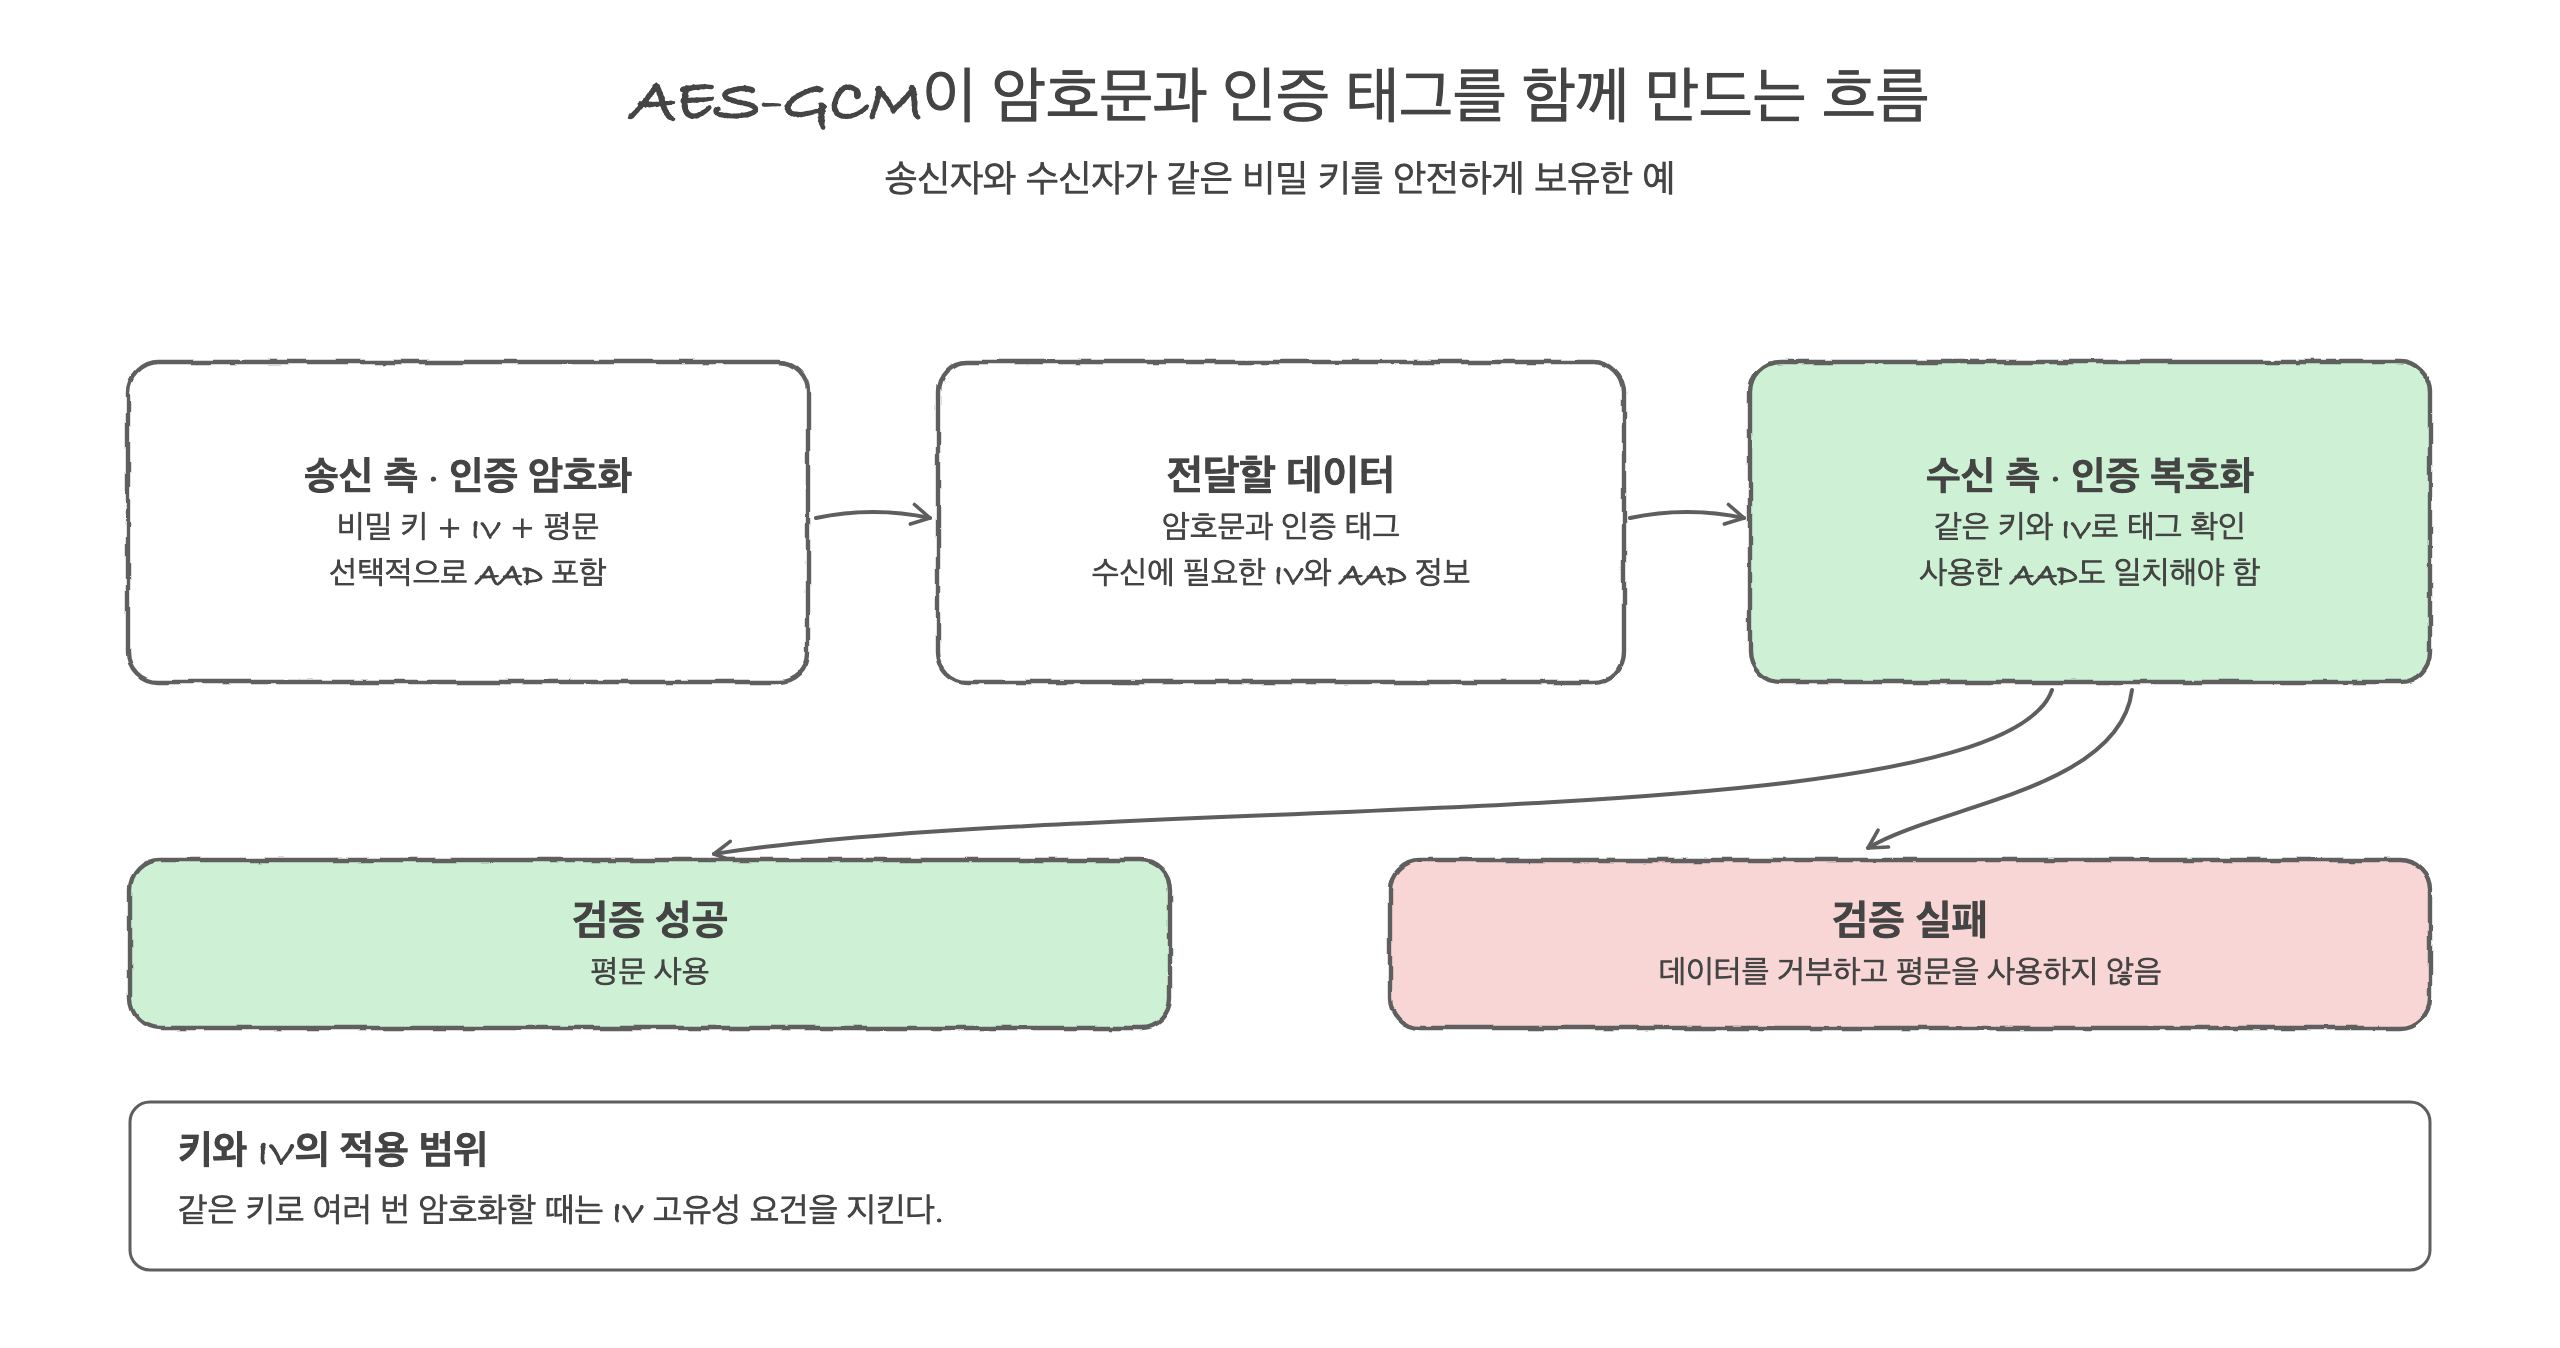 AES-GCM이 암호문과 인증 태그를 함께 만드는 흐름
송신자와 수신자가 같은 비밀 키를 안전하게 보유한 예
송신 측 · 인증 암호화
비밀 키 + IV + 평문
선택적으로 AAD 포함
전달할 데이터
암호문과 인증 태그
수신에 필요한 IV와 AAD 정보
수신 측 · 인증 복호화
같은 키와 IV로 태그 확인
사용한 AAD도 일치해야 함
검증 성공
평문 사용
검증 실패
데이터를 거부하고 평문을 사용하지 않음
키와 IV의 적용 범위
같은 키로 여러 번 암호화할 때는 IV 고유성 요건을 지킨다.